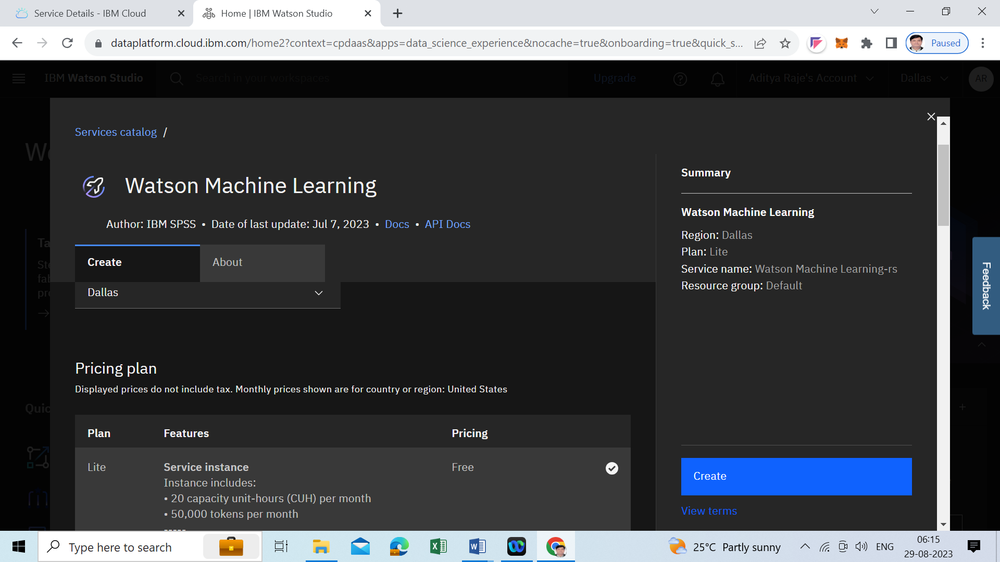 Service Details - IBM Cloud
Home | IBM Watson Studio
dataplatform.cloud.ibm.com/home2?context=cpdaas&apps=data_science_experience&nocache=true&onboarding=true&quick_s...
Paused
IBM Watson Studio
Search in your workspaces
Upgrade
Aditya Raje's Account
Dallas
AR
Services catalog /
Watson Machine Learning
Author: IBM SPSS • Date of last update: Jul 7, 2023 • Docs • API Docs
Create
About
Dallas
Pricing plan
Displayed prices do not include tax. Monthly prices shown are for country or region: United States
Plan Features Pricing
Lite Service instance Free
Instance includes:
• 20 capacity unit-hours (CUH) per month
• 50,000 tokens per month
-----
Summary
Watson Machine Learning
Region: Dallas
Plan: Lite
Service name: Watson Machine Learning-rs
Resource group: Default
Create
View terms
Feedback
We
Ta
Ste
fab
pro
Quic
Type here to search
25°C Partly sunny
ENG
06:15
29-08-2023